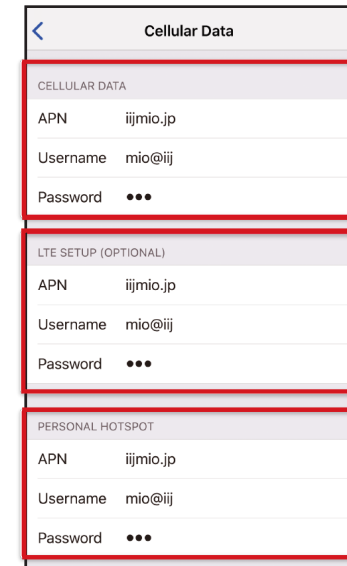 Cellular Data
CELLULAR DATA
APN iijmio.jp
Username mio@iij
Password ●●●
LTE SETUP (OPTIONAL)
APN iijmio.jp
Username mio@iij
Password ●●●
PERSONAL HOTSPOT
APN iijmio.jp
Username mio@iij
Password ●●●